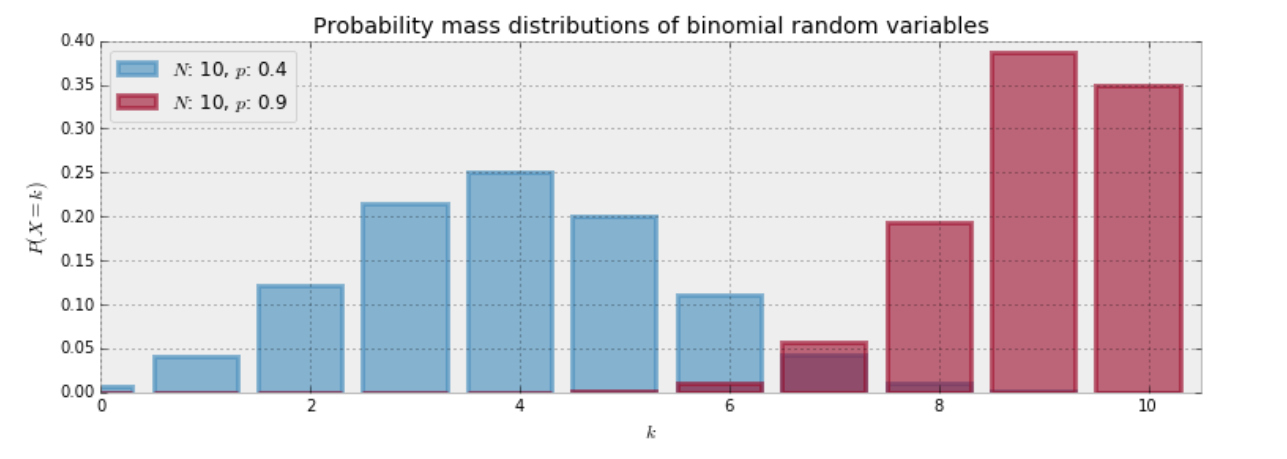 Probability mass distributions of binomial random variables
N: 10, p: 0.4
N: 10, p: 0.9
0.40
0.35
0.30
0.25
0.20
0.15
0.10
0.05
0.00
P(X = k)
0 2 4 6 8 10
k